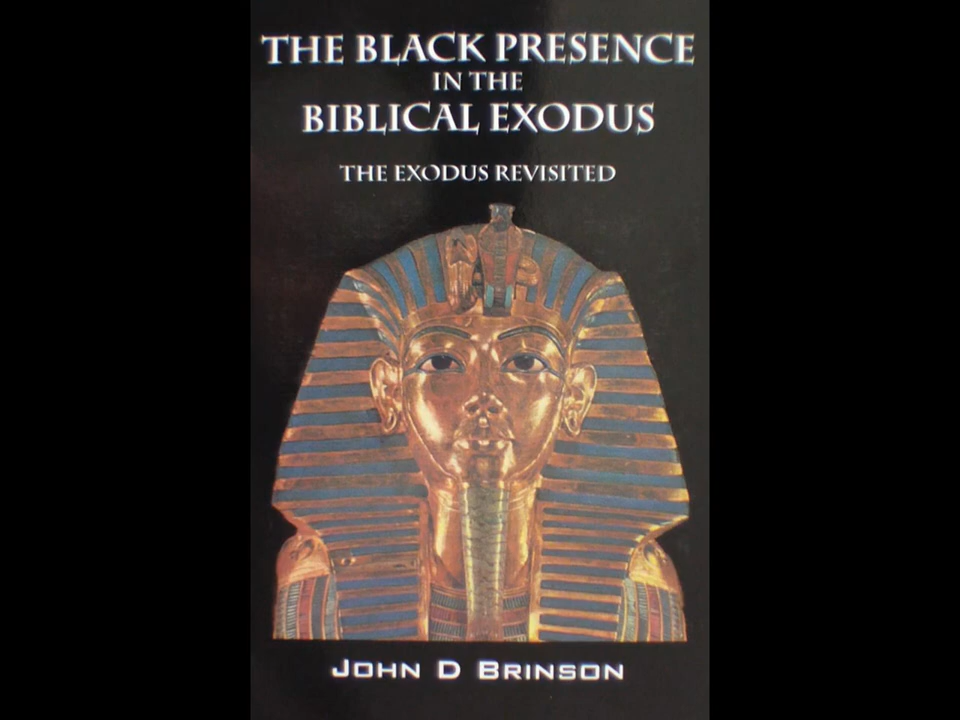 THE BLACK PRESENCE
IN THE
BIBLICAL EXODUS
THE EXODUS REVISITED
JOHN D BRINSON